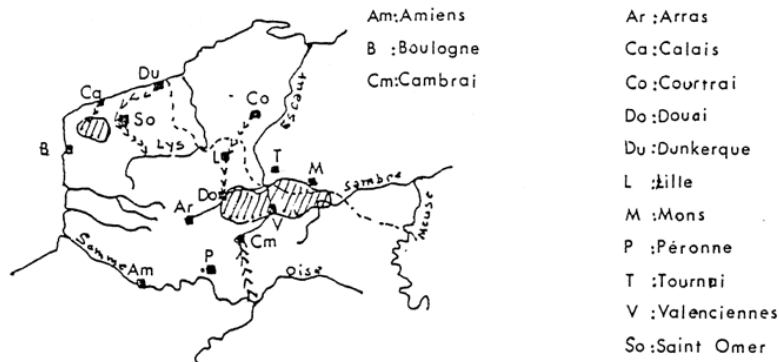 Am:Amiens
B :Boulogne
Cm:Cambrai
Ar :Arras
Ca:Calais
Co :Courtrai
Do :Douai
Du :Dunkerque
L :Lille
M :Mons
P :Péronne
T :Tournai
V :Valenciennes
So :Saint Omer
Du
Ca
So
Co
Escaut
B
Lys
L
T
M
Sambre
Do
Ar
V
Meuse
Cm
Somme
P
Am
Oise